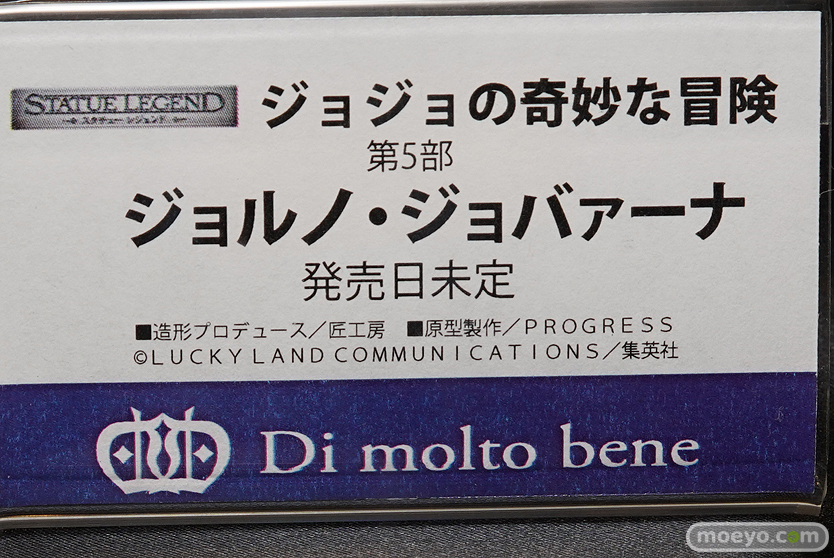 STATUE LEGEND
スタチュー レジェンド
ジョジョの奇妙な冒険
第5部
ジョルノ・ジョバァーナ
発売日未定
■造形プロデュース／匠工房 ■原型製作／PROGRESS
©LUCKY LAND COMMUNICATIONS／集英社
Di molto bene
moeyo.com